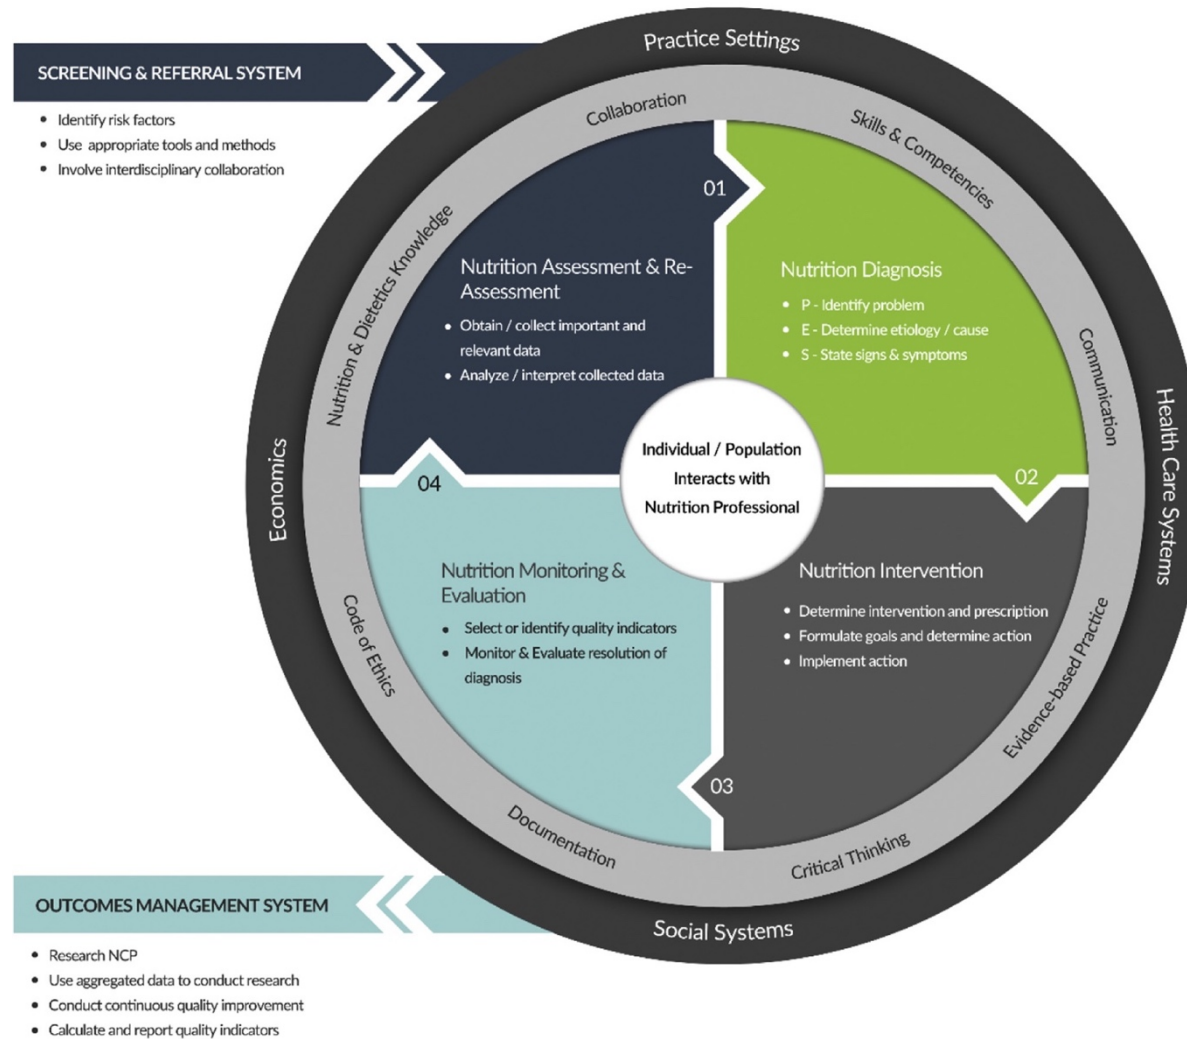 Practice Settings
SCREENING & REFERRAL SYSTEM
• Identify risk factors
• Use appropriate tools and methods
• Involve interdisciplinary collaboration
Collaboration
Skills & Competencies
01
Nutrition & Dietetics Knowledge
Nutrition Assessment & Re-
Assessment
• Obtain / collect important and
relevant data
• Analyze / interpret collected data
Nutrition Diagnosis
• P - Identify problem
• E - Determine etiology / cause
• S - State signs & symptoms
Communication
Health Care Systems
Economics
Individual / Population
Interacts with
Nutrition Professional
04
02
Nutrition Monitoring &
Evaluation
• Select or identify quality indicators
• Monitor & Evaluate resolution of
diagnosis
Nutrition Intervention
• Determine intervention and prescription
• Formulate goals and determine action
• Implement action
Code of Ethics
Evidence-based Practice
03
Documentation
Critical Thinking
Social Systems
OUTCOMES MANAGEMENT SYSTEM
• Research NCP
• Use aggregated data to conduct research
• Conduct continuous quality improvement
• Calculate and report quality indicators